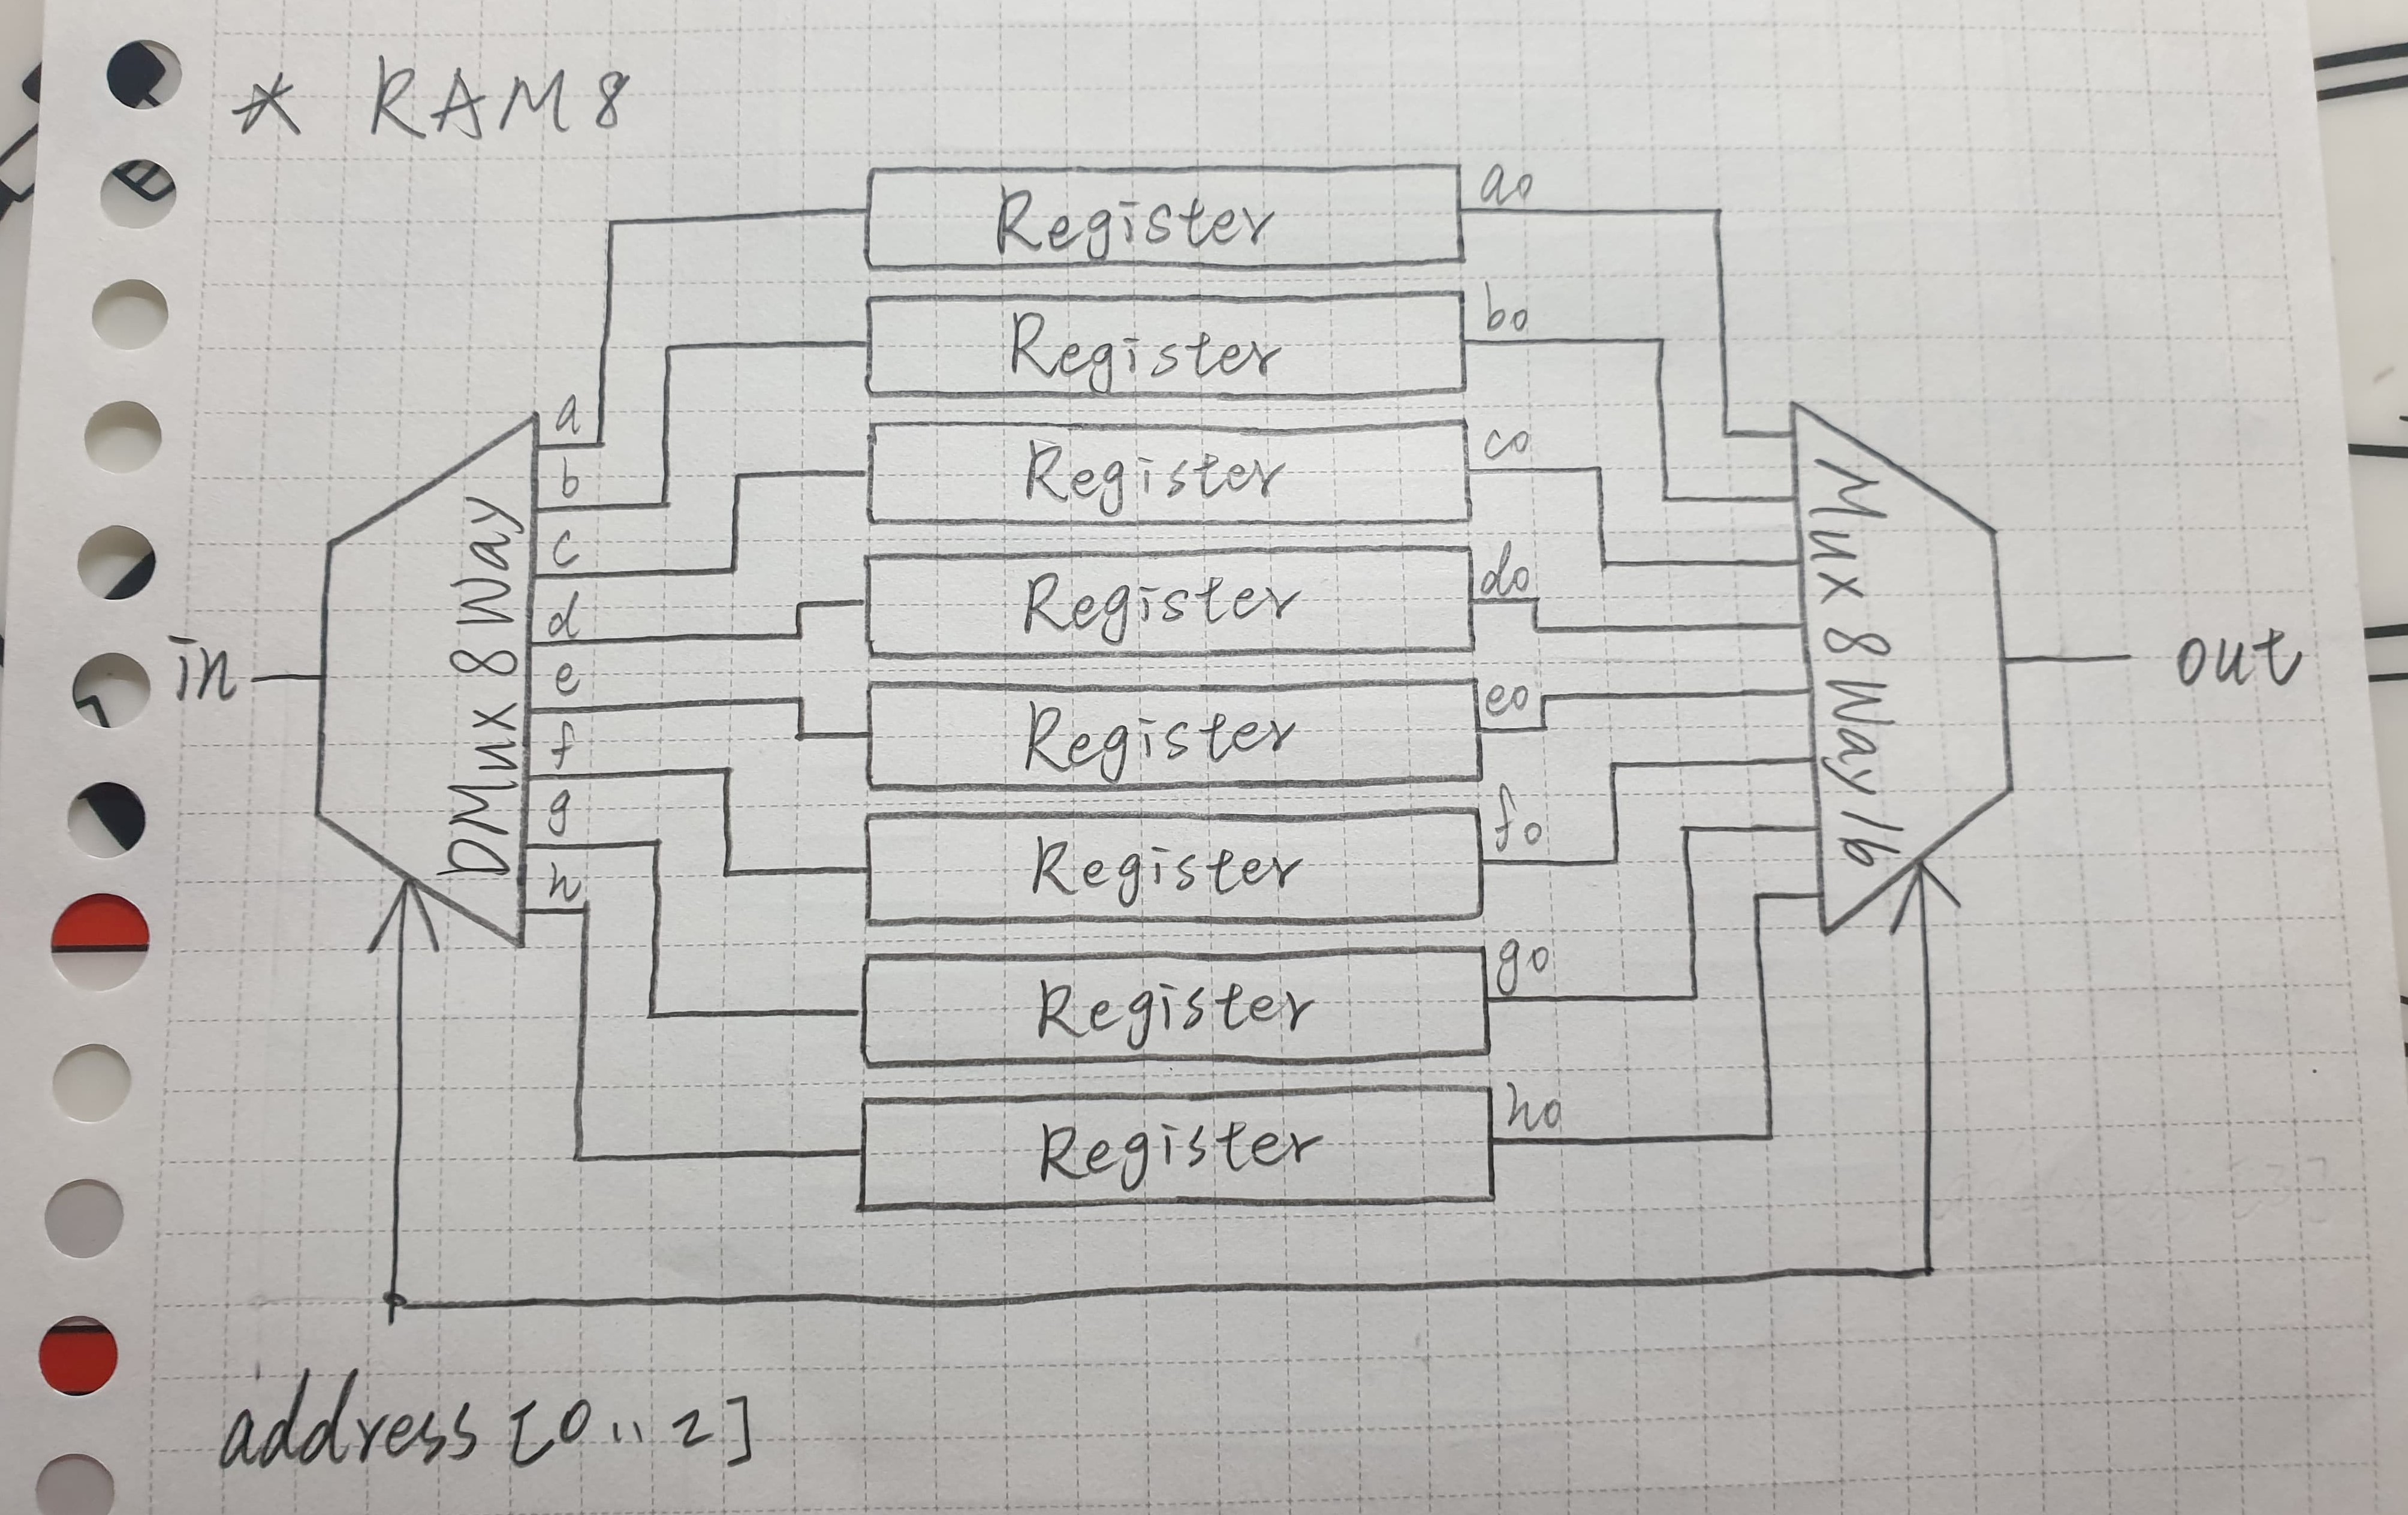 * RAM8
Register
ao
Register
bo
Register
co
Register
do
Register
eo
Register
fo
Register
go
Register
ho
a
b
c
d
e
f
g
h
in
DMux 8 Way
Mux 8 Way 16
out
address [0..2]